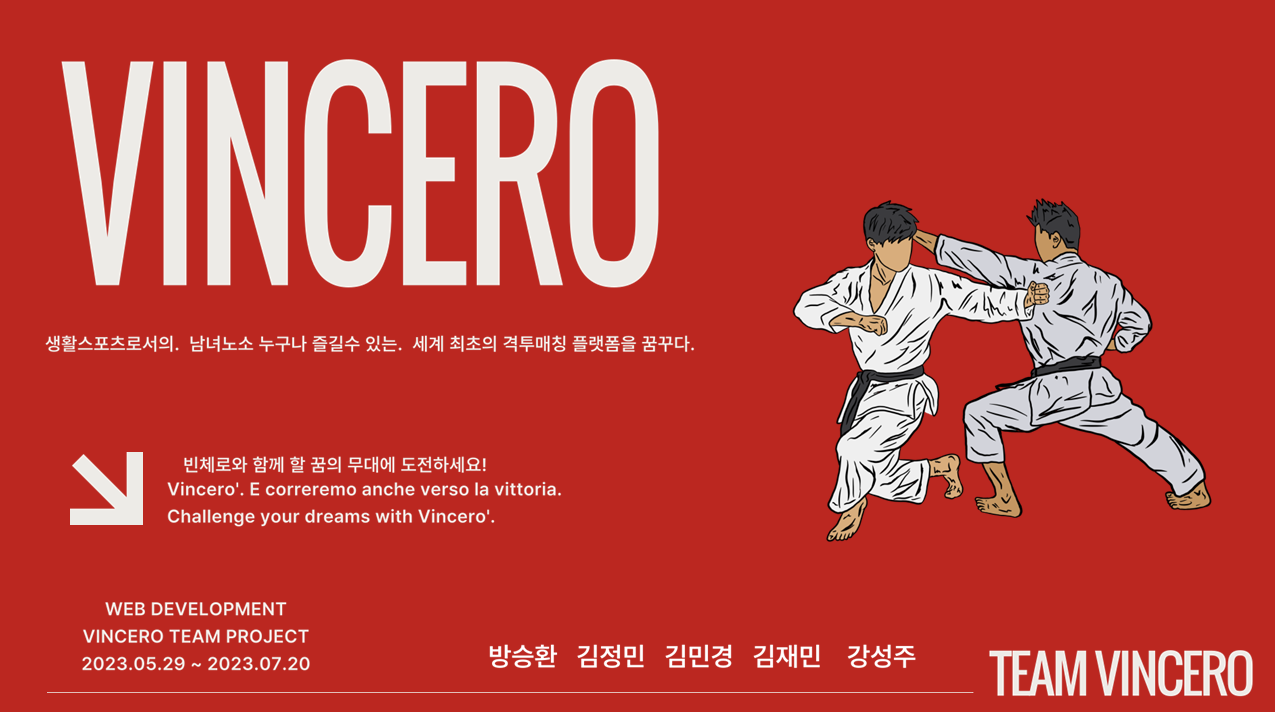 VINCERO
생활스포츠로서의. 남녀노소 누구나 즐길수 있는. 세계 최초의 격투매칭 플랫폼을 꿈꾸다.
빈체로와 함께 할 꿈의 무대에 도전하세요!
Vincero'. E correremo anche verso la vittoria.
Challenge your dreams with Vincero'.
WEB DEVELOPMENT
VINCERO TEAM PROJECT
2023.05.29 ~ 2023.07.20
방승환 김정민 김민경 김재민 강성주
TEAM VINCERO